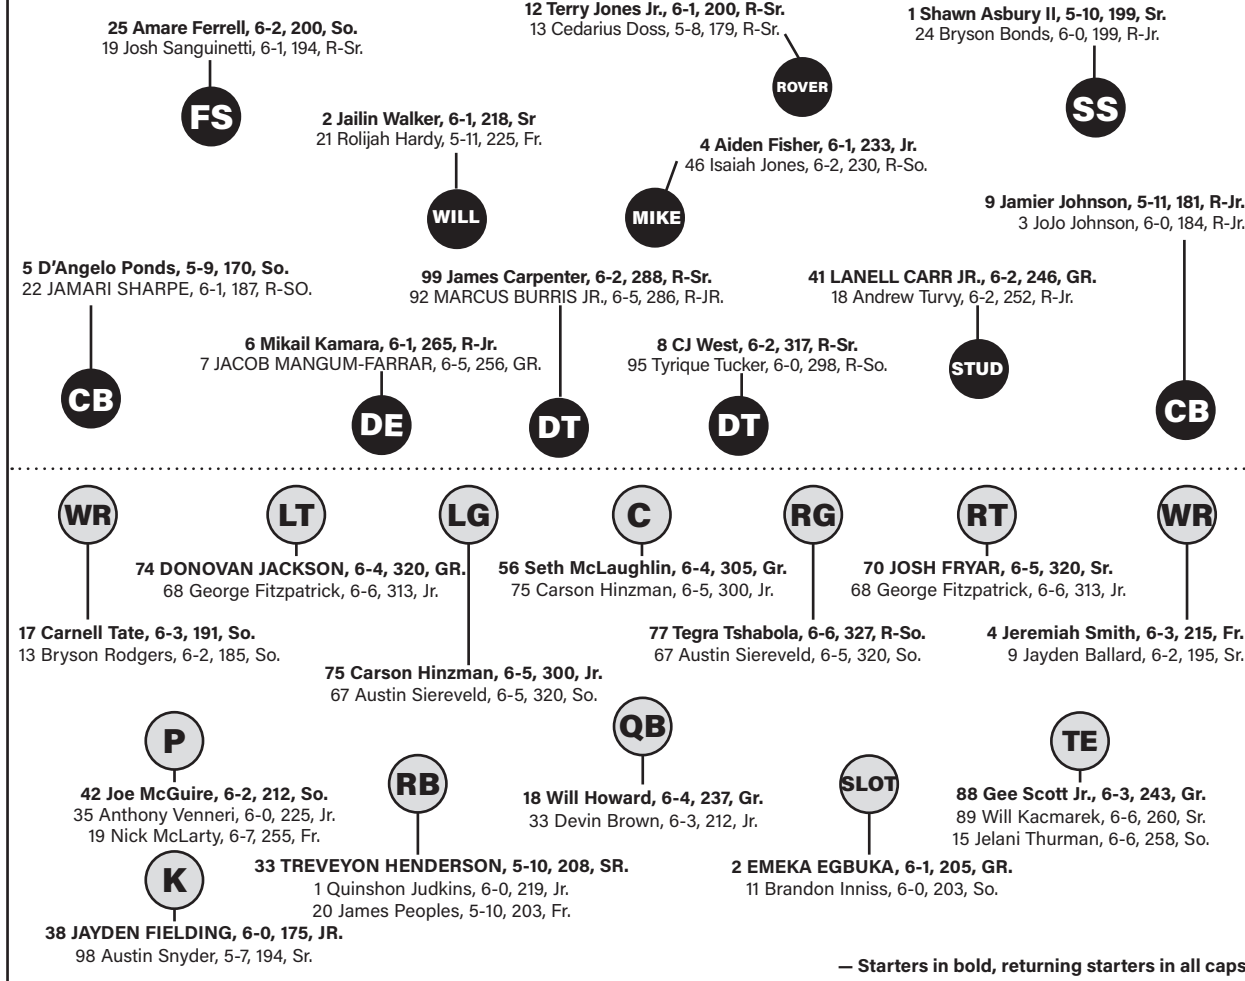 25 Amare Ferrell, 6-2, 200, So.
19 Josh Sanguinetti, 6-1, 194, R-Sr.
FS
12 Terry Jones Jr., 6-1, 200, R-Sr.
13 Cedarius Doss, 5-8, 179, R-Sr.
ROVER
1 Shawn Asbury II, 5-10, 199, Sr.
24 Bryson Bonds, 6-0, 199, R-Jr.
SS
2 Jailin Walker, 6-1, 218, Sr
21 Rolijah Hardy, 5-11, 225, Fr.
WILL
4 Aiden Fisher, 6-1, 233, Jr.
46 Isaiah Jones, 6-2, 230, R-So.
MIKE
9 Jamier Johnson, 5-11, 181, R-Jr.
3 JoJo Johnson, 6-0, 184, R-Jr.
CB
5 D’Angelo Ponds, 5-9, 170, So.
22 JAMARI SHARPE, 6-1, 187, R-SO.
CB
99 James Carpenter, 6-2, 288, R-Sr.
92 MARCUS BURRIS JR., 6-5, 286, R-JR.
DT
41 LANELL CARR JR., 6-2, 246, GR.
18 Andrew Turvy, 6-2, 252, R-Jr.
STUD
6 Mikail Kamara, 6-1, 265, R-Jr.
7 JACOB MANGUM-FARRAR, 6-5, 256, GR.
DE
8 CJ West, 6-2, 317, R-Sr.
95 Tyrique Tucker, 6-0, 298, R-So.
DT
WR
17 Carnell Tate, 6-3, 191, So.
13 Bryson Rodgers, 6-2, 185, So.
LT
74 DONOVAN JACKSON, 6-4, 320, GR.
68 George Fitzpatrick, 6-6, 313, Jr.
LG
75 Carson Hinzman, 6-5, 300, Jr.
67 Austin Siereveld, 6-5, 320, So.
C
56 Seth McLaughlin, 6-4, 305, Gr.
75 Carson Hinzman, 6-5, 300, Jr.
RG
77 Tegra Tshabola, 6-6, 327, R-So.
67 Austin Siereveld, 6-5, 320, So.
RT
70 JOSH FRYAR, 6-5, 320, Sr.
68 George Fitzpatrick, 6-6, 313, Jr.
WR
4 Jeremiah Smith, 6-3, 215, Fr.
9 Jayden Ballard, 6-2, 195, Sr.
P
42 Joe McGuire, 6-2, 212, So.
35 Anthony Venneri, 6-0, 225, Jr.
19 Nick McLarty, 6-7, 255, Fr.
RB
33 TREVEYON HENDERSON, 5-10, 208, SR.
1 Quinshon Judkins, 6-0, 219, Jr.
20 James Peoples, 5-10, 203, Fr.
QB
18 Will Howard, 6-4, 237, Gr.
33 Devin Brown, 6-3, 212, Jr.
SLOT
2 EMEKA EGBUKA, 6-1, 205, GR.
11 Brandon Inniss, 6-0, 203, So.
TE
88 Gee Scott Jr., 6-3, 243, Gr.
89 Will Kacmarek, 6-6, 260, Sr.
15 Jelani Thurman, 6-6, 258, So.
K
38 JAYDEN FIELDING, 6-0, 175, JR.
98 Austin Snyder, 5-7, 194, Sr.
— Starters in bold, returning starters in all caps